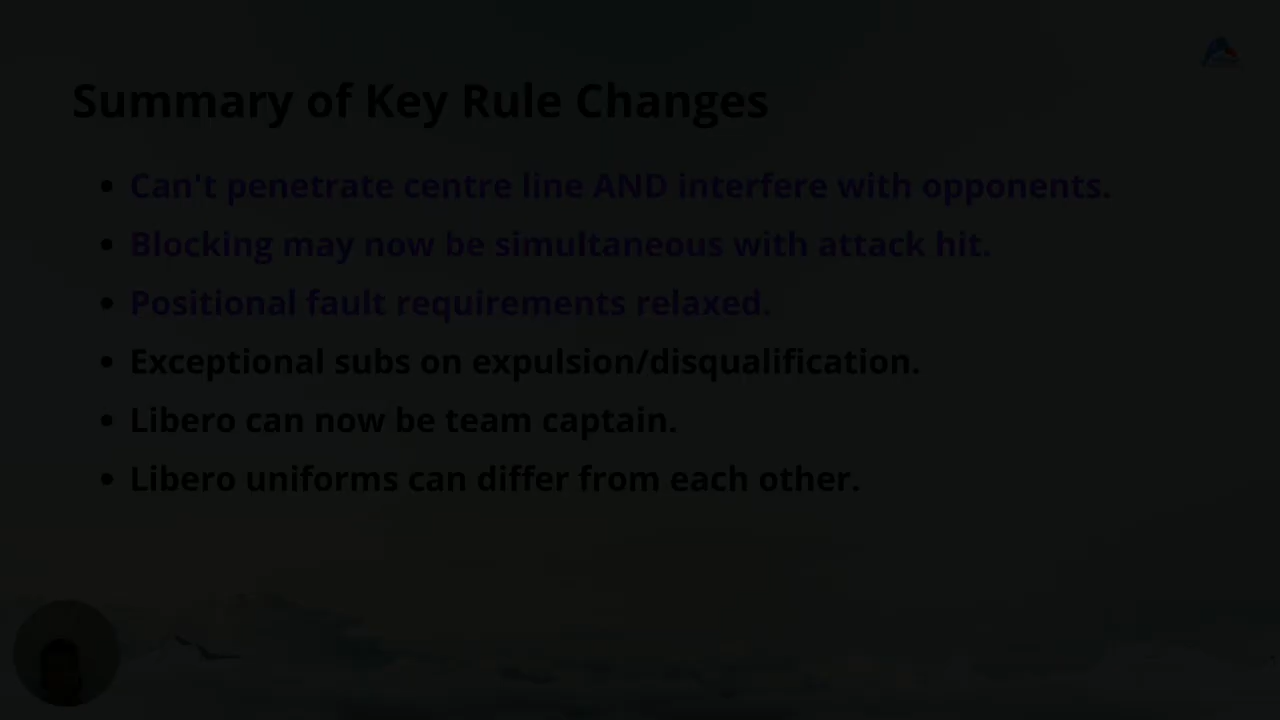 Summary of Key Rule Changes
• Can't penetrate centre line AND interfere with opponents.
• Blocking may now be simultaneous with attack hit.
• Positional fault requirements relaxed.
• Exceptional subs on expulsion/disqualification.
• Libero can now be team captain.
• Libero uniforms can differ from each other.